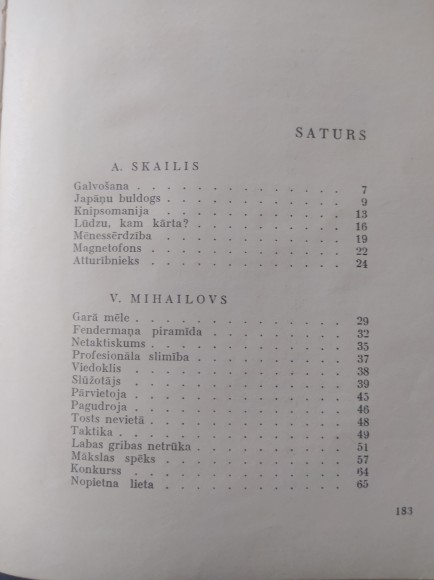 SATURS
A. SKAILIS
Galvošana . . . . . . . . . . . . . 7
Japāņu buldogs . . . . . . . . . . . 9
Knipsomanija . . . . . . . . . . . 13
Lūdzu, kam kārta? . . . . . . . . . . 16
Mēnessērdzība . . . . . . . . . . . 19
Magnetofons . . . . . . . . . . . . 22
Atturībnieks . . . . . . . . . . . . 24
V. MIHAILOVS
Garā mēle . . . . . . . . . . . . . 29
Fendermaņa piramīda . . . . . . . . . 32
Netaktiskums . . . . . . . . . . . . 35
Profesionāla slimība . . . . . . . . . . 37
Viedoklis . . . . . . . . . . . . . 38
Slūžotājs . . . . . . . . . . . . . 39
Pārvietoja . . . . . . . . . . . . . 45
Pagudroja . . . . . . . . . . . . . 46
Tosts nevietā . . . . . . . . . . . . 48
Taktika . . . . . . . . . . . . . . 49
Labas gribas netrūka . . . . . . . . . . 51
Mākslas spēks . . . . . . . . . . . . 57
Konkurss . . . . . . . . . . . . . 64
Nopietna lieta . . . . . . . . . . . . 65
183